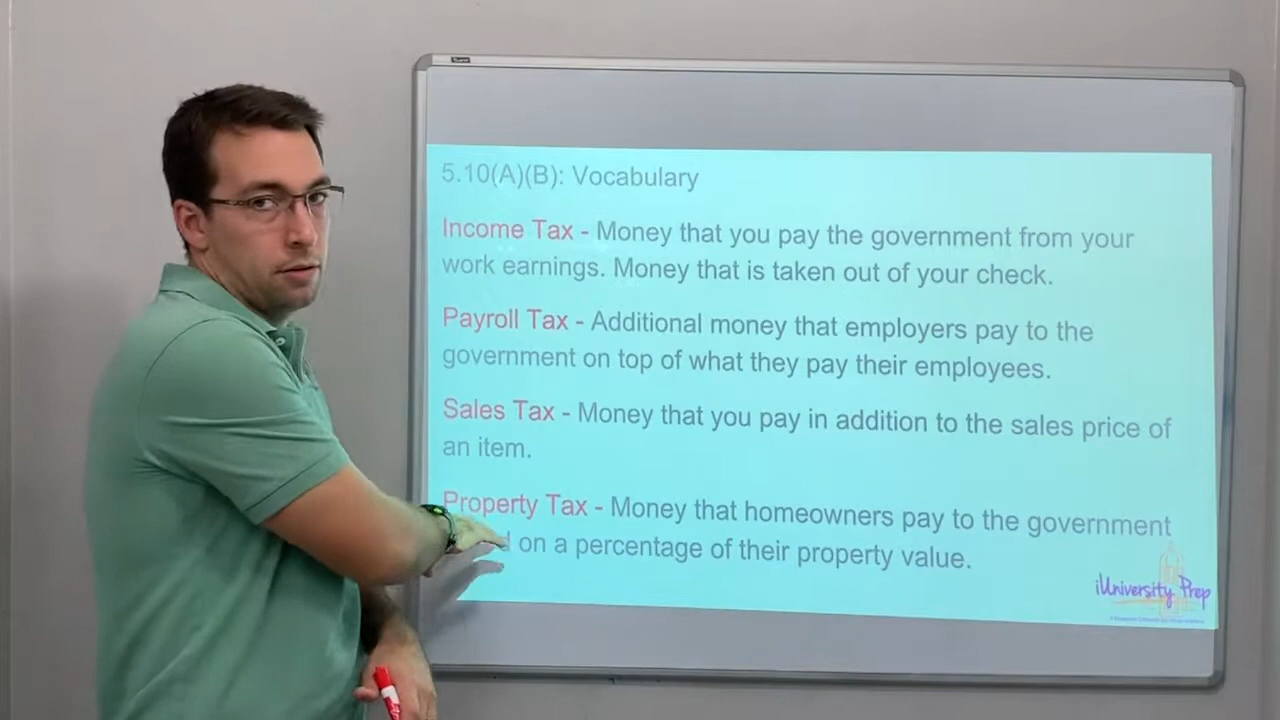 5.10(A)(B): Vocabulary
Income Tax - Money that you pay the government from your
work earnings. Money that is taken out of your check.
Payroll Tax - Additional money that employers pay to the
government on top of what they pay their employees.
Sales Tax - Money that you pay in addition to the sales price of
an item.
Property Tax - Money that homeowners pay to the government
on a percentage of their property value.
iUniversity Prep